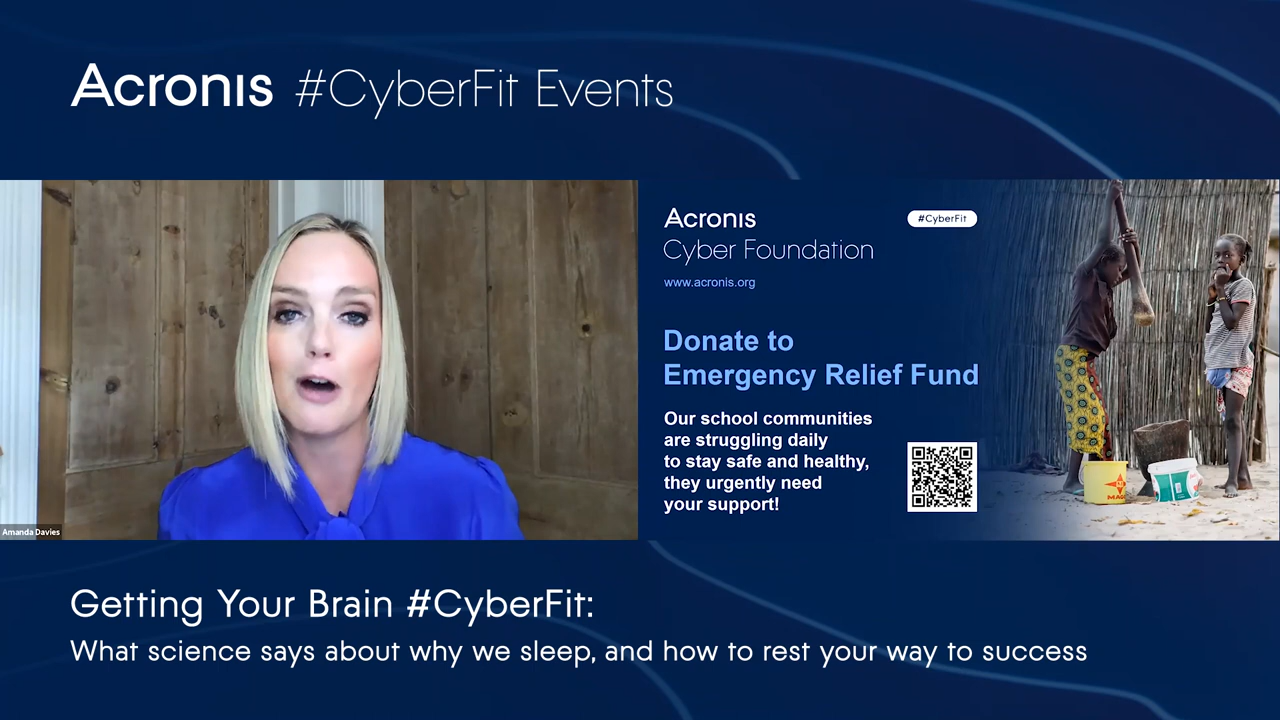 Acronis #CyberFit Events
Acronis
#CyberFit
Cyber Foundation
www.acronis.org
Donate to
Emergency Relief Fund
Our school communities
are struggling daily
to stay safe and healthy,
they urgently need
your support!
MAGGI
Amanda Davies
Getting Your Brain #CyberFit:
What science says about why we sleep, and how to rest your way to success